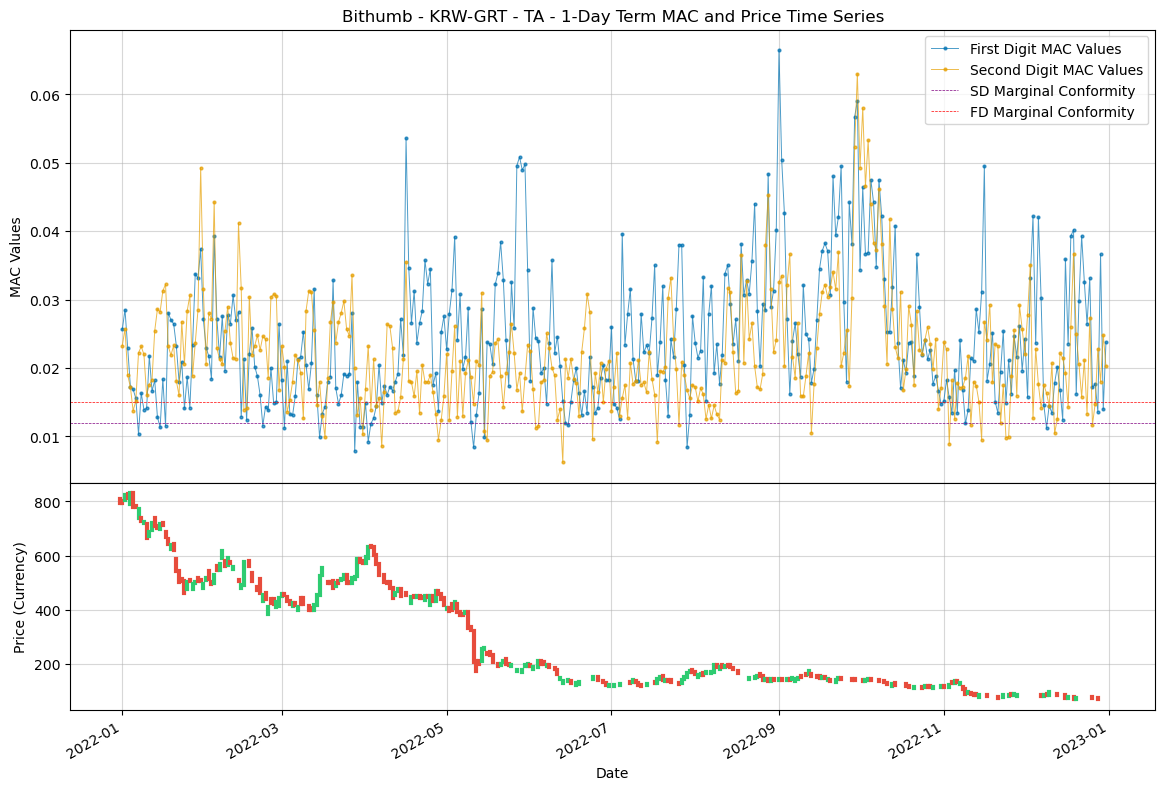 Bithumb - KRW-GRT - TA - 1-Day Term MAC and Price Time Series
First Digit MAC Values
Second Digit MAC Values
SD Marginal Conformity
FD Marginal Conformity
MAC Values
0.06
0.05
0.04
0.03
0.02
0.01
Price (Currency)
800
600
400
200
2022-01
2022-03
2022-05
2022-07
2022-09
2022-11
2023-01
Date